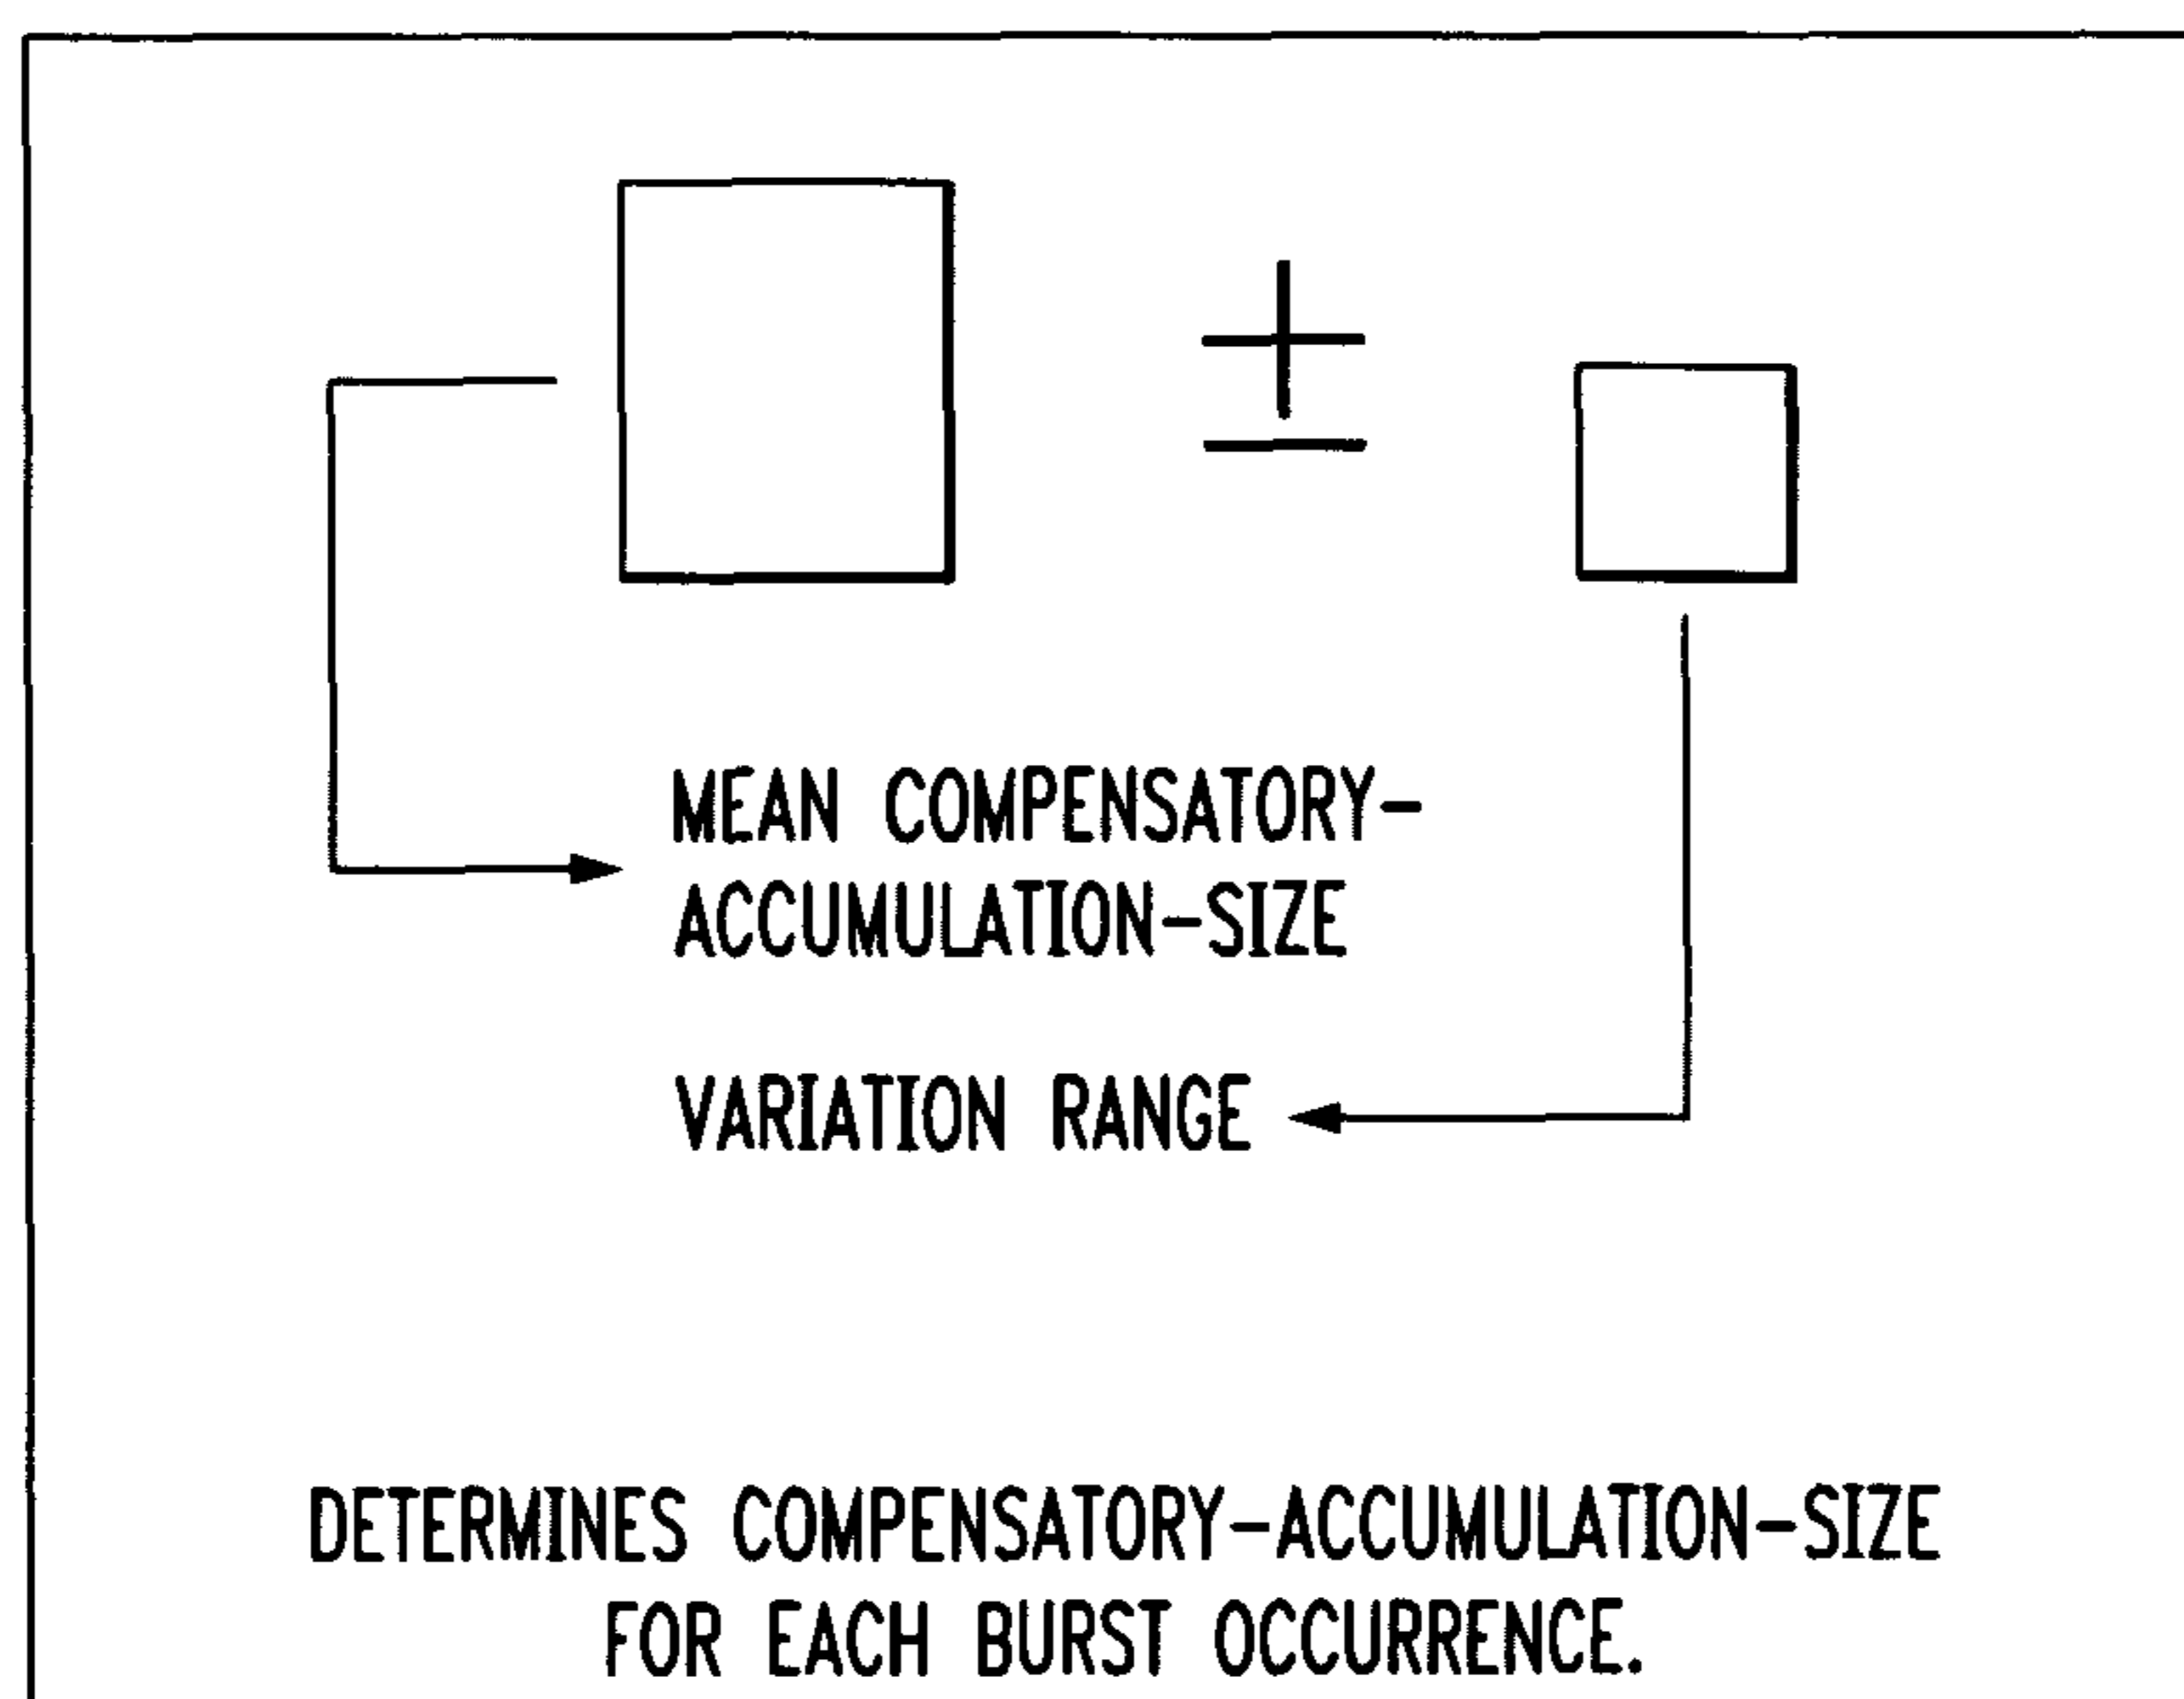 ±
MEAN COMPENSATORY-
ACCUMULATION-SIZE
VARIATION RANGE
DETERMINES COMPENSATORY-ACCUMULATION-SIZE
FOR EACH BURST OCCURRENCE.